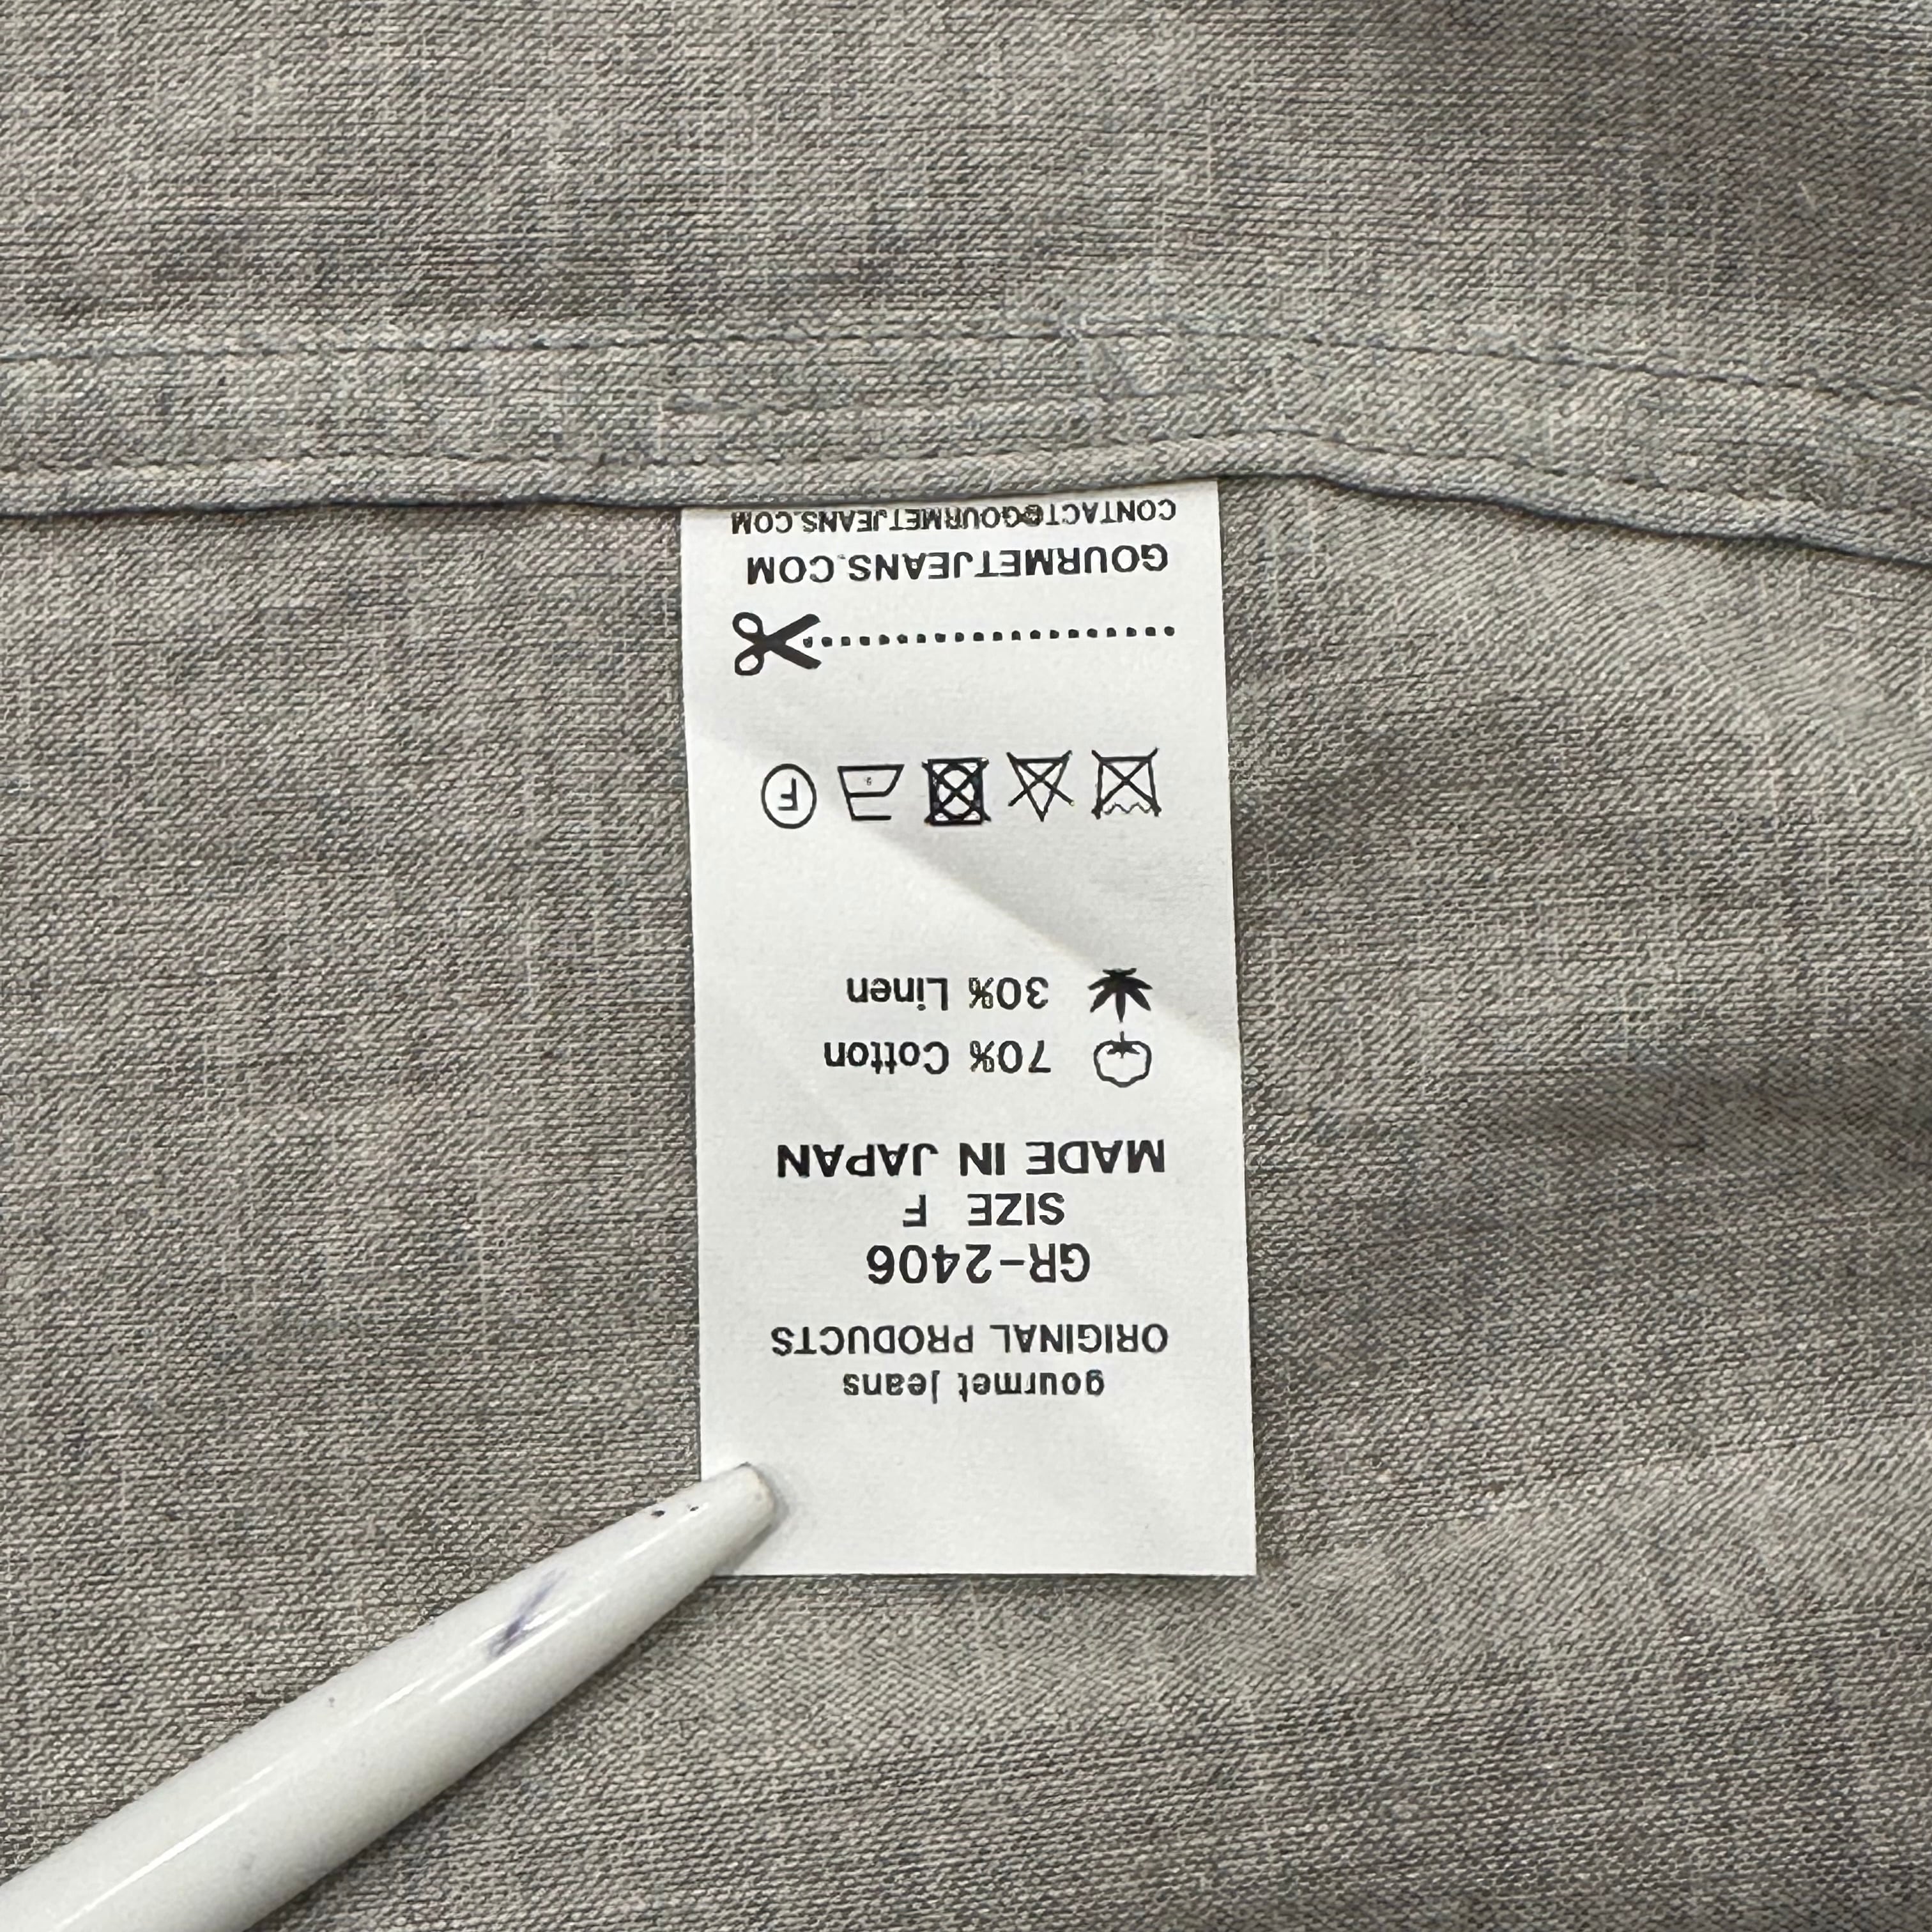 gourmet jeans
ORIGINAL PRODUCTS
GR-2406
SIZE F
MADE IN JAPAN
70% Cotton
30% Linen
F
GOURMETJEANS.COM
CONTACT@GOURMETJEANS.COM